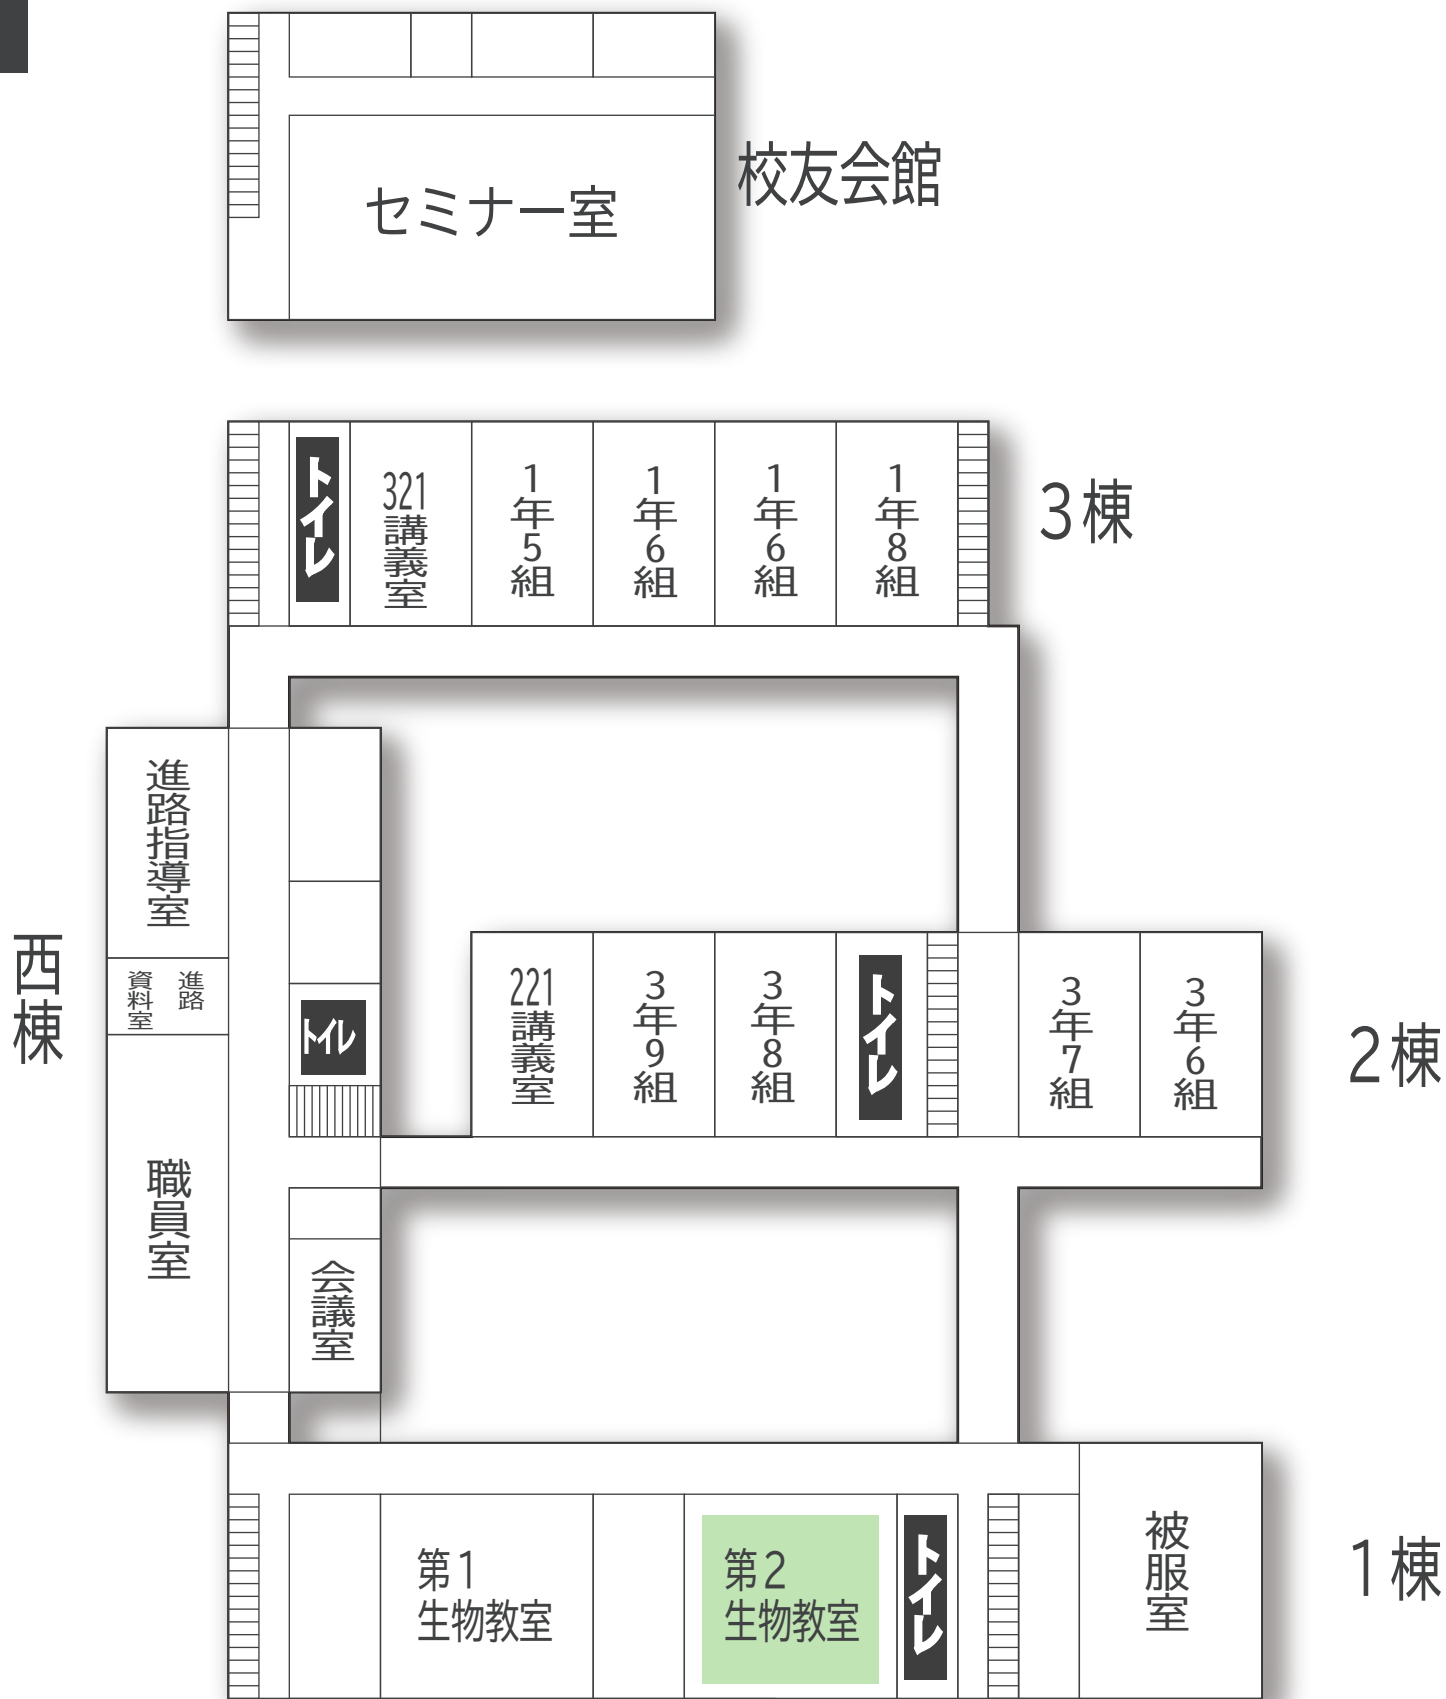 校友会館
セミナー室
3棟
トイレ
321講義室
1年5組
1年6組
1年6組
1年8組
西棟
進路指導室
進路
資料室
トイレ
職員室
会議室
2棟
221講義室
3年9組
3年8組
トイレ
3年7組
3年6組
1棟
第1
生物教室
第2
生物教室
トイレ
被服室